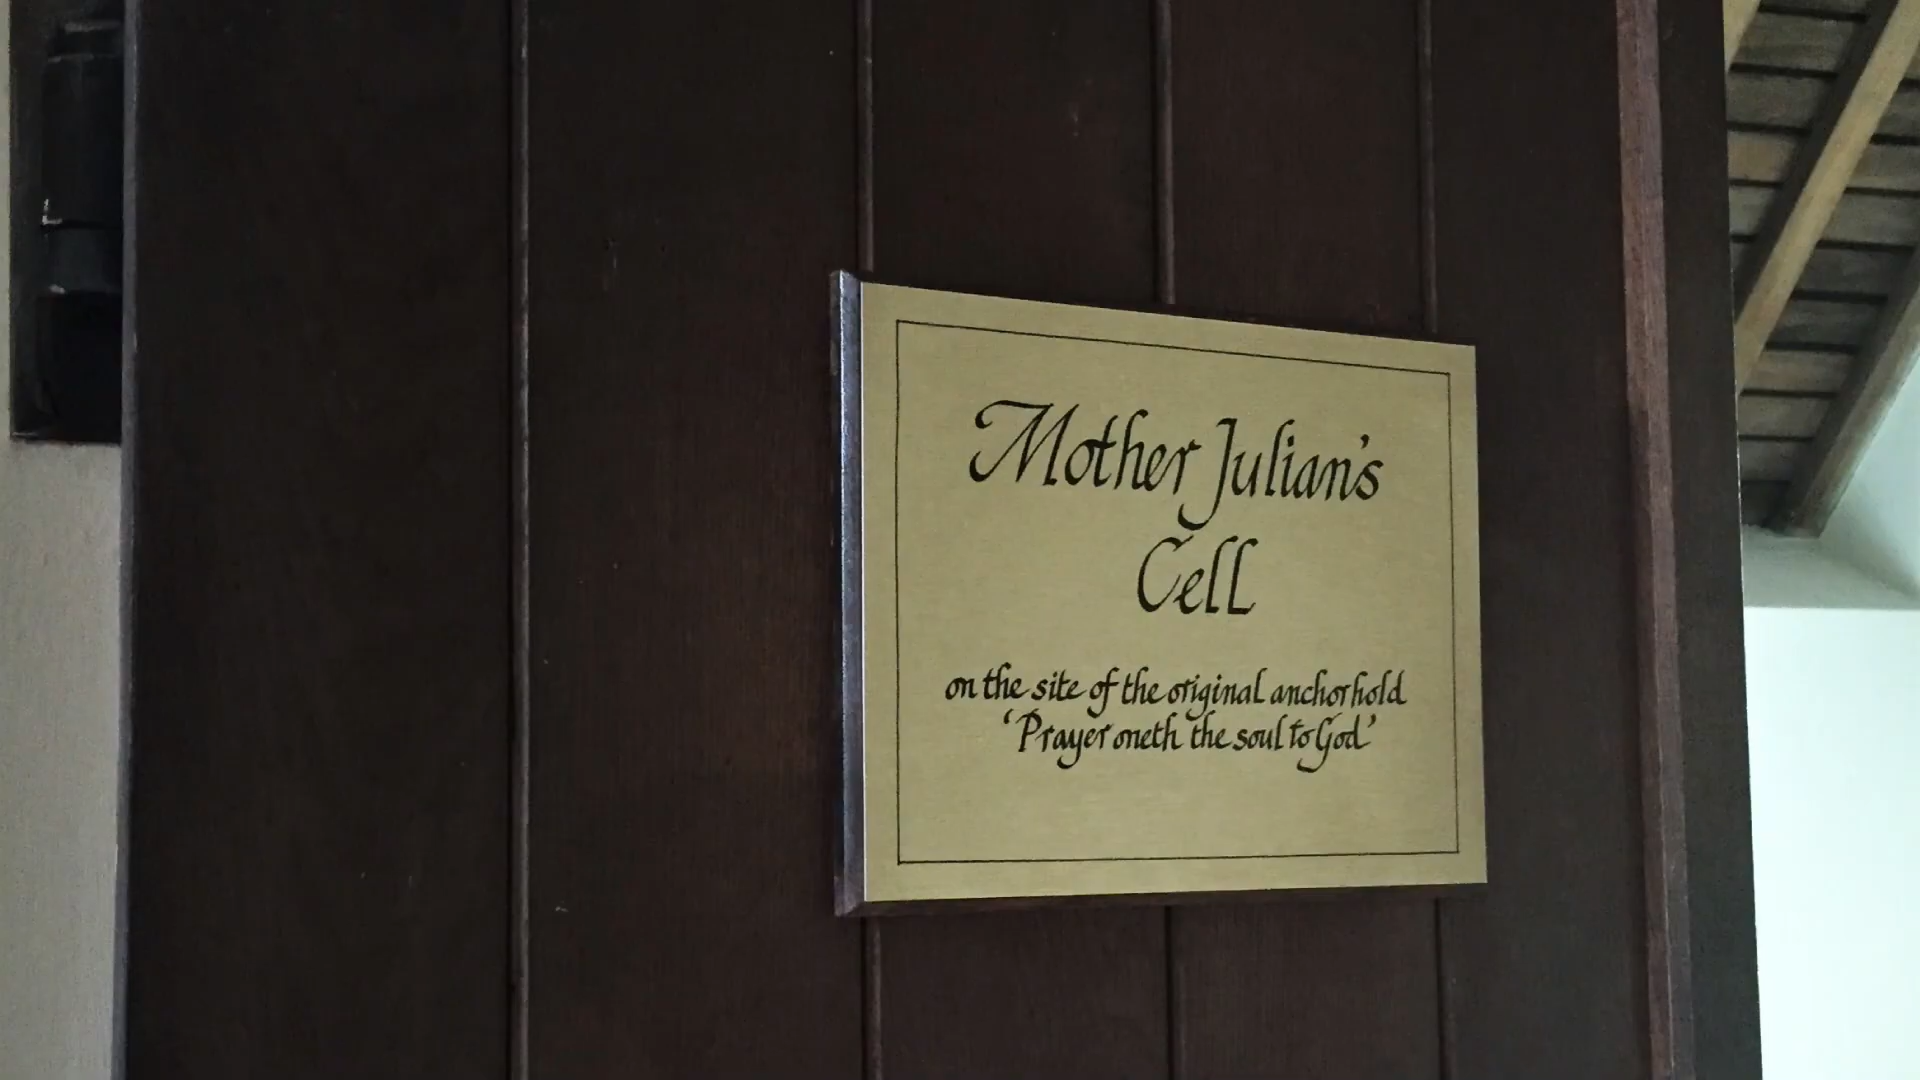 Mother Julian's
Cell
on the site of the original anchorhold
‘Prayer oneth the soul to God’